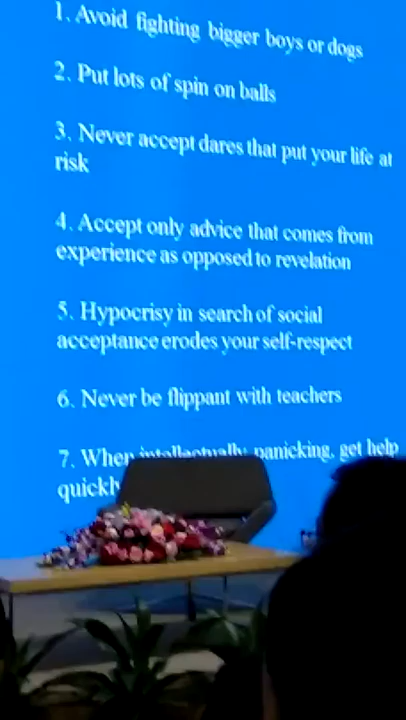 1. Avoid fighting bigger boys or dogs
2. Put lots of spin on balls
3. Never accept dares that put your life at
risk
4. Accept only advice that comes from
experience as opposed to revelation
5. Hypocrisy in search of social
acceptance erodes your self-respect
6. Never be flippant with teachers
7. When intellectually panicking, get help
quickly